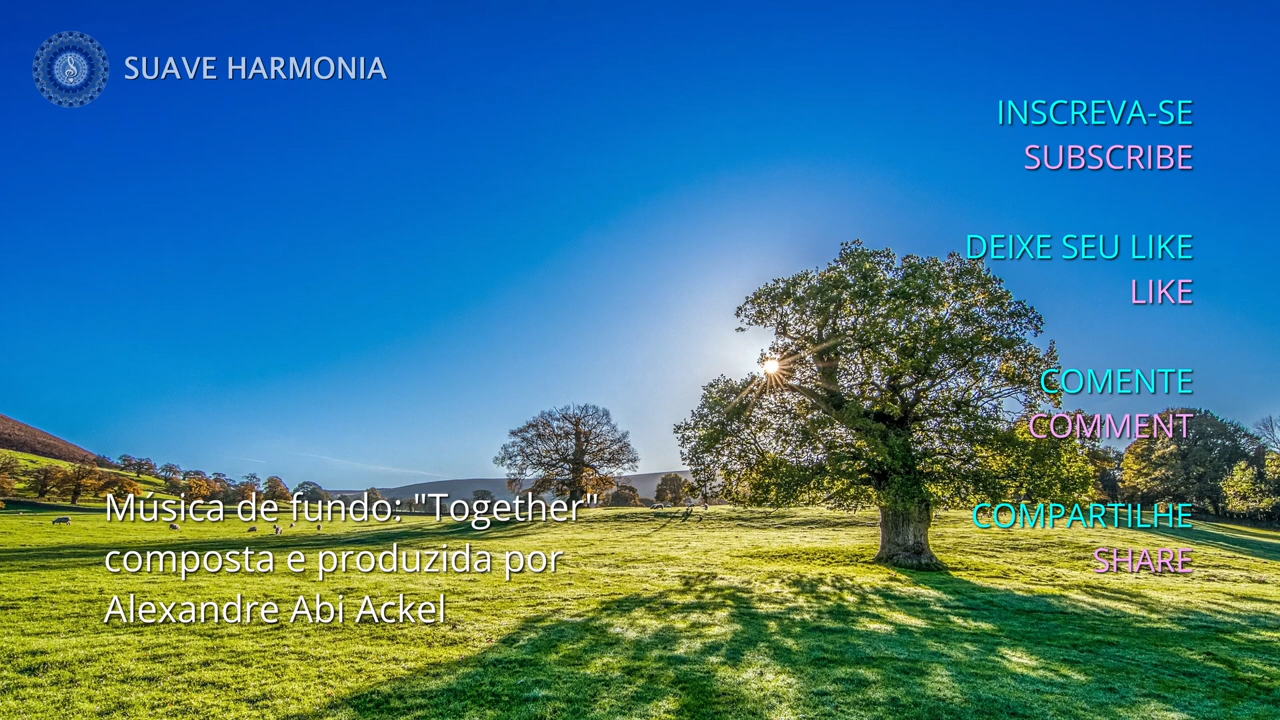 SUAVE HARMONIA
INSCREVA-SE
SUBSCRIBE
DEIXE SEU LIKE
LIKE
COMENTE
COMMENT
COMPARTILHE
SHARE
Música de fundo: "Together"
composta e produzida por
Alexandre Abi Ackel